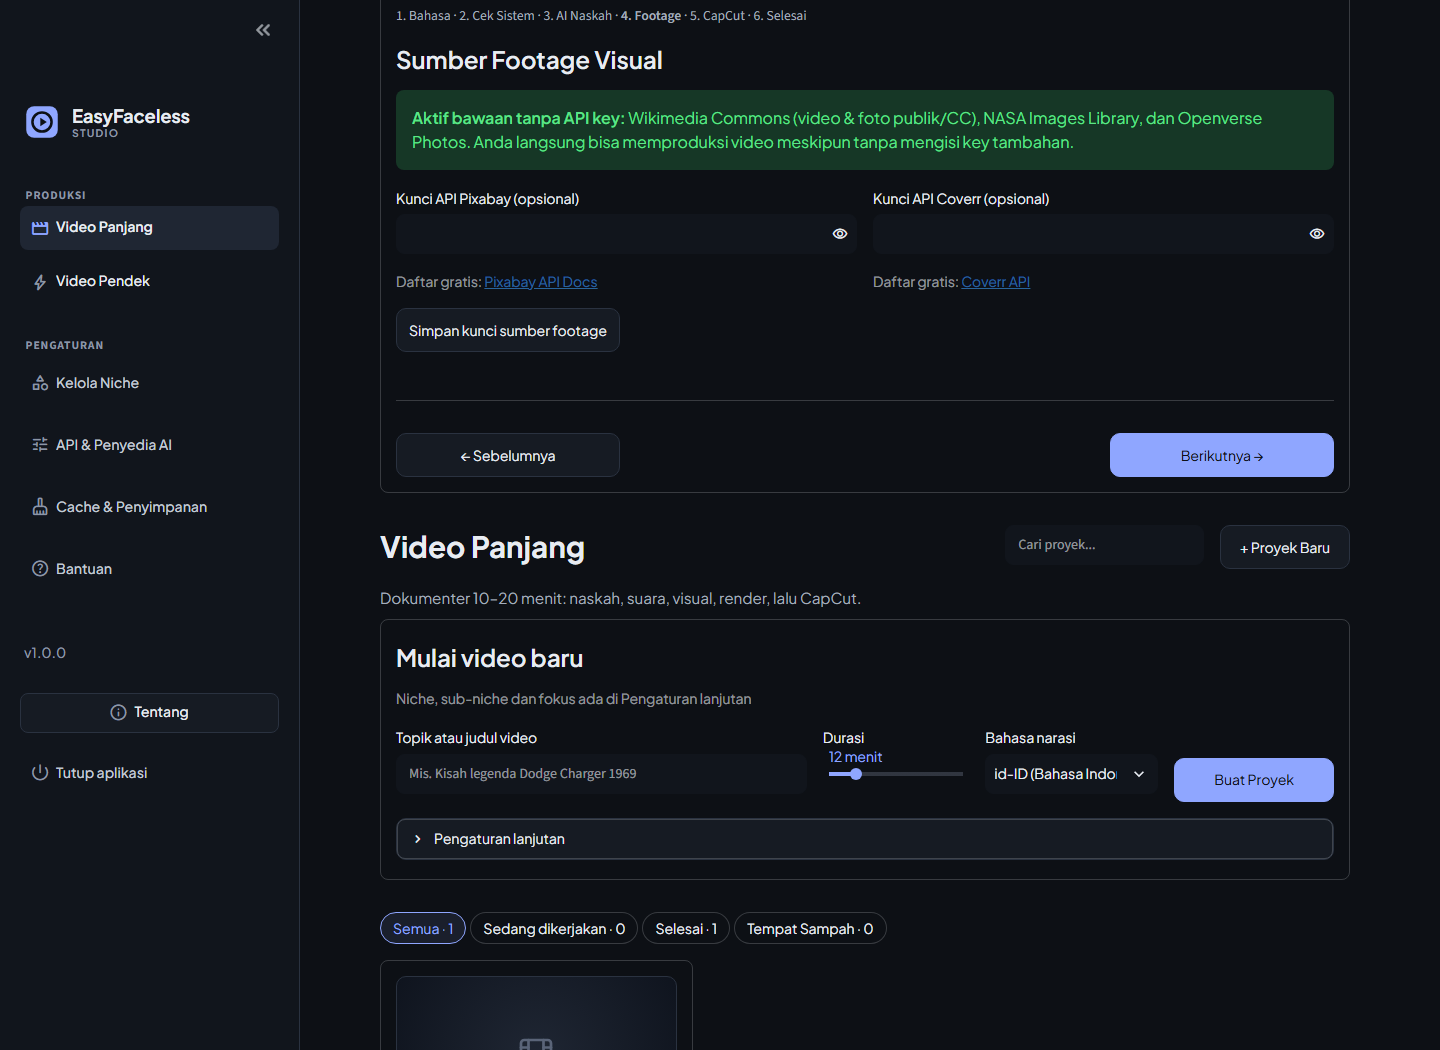 EasyFaceless
STUDIO
PRODUKSI
Video Panjang
Video Pendek
PENGATURAN
Kelola Niche
API & Penyedia AI
Cache & Penyimpanan
Bantuan
v1.0.0
Tentang
Tutup aplikasi
1. Bahasa · 2. Cek Sistem · 3. AI Naskah · 4. Footage · 5. CapCut · 6. Selesai
Sumber Footage Visual
Aktif bawaan tanpa API key: Wikimedia Commons (video & foto publik/CC), NASA Images Library, dan Openverse
Photos. Anda langsung bisa memproduksi video meskipun tanpa mengisi key tambahan.
Kunci API Pixabay (opsional)
Kunci API Coverr (opsional)
Daftar gratis: Pixabay API Docs
Daftar gratis: Coverr API
Simpan kunci sumber footage
← Sebelumnya
Berikutnya →
Video Panjang
Cari proyek...
+ Proyek Baru
Dokumenter 10–20 menit: naskah, suara, visual, render, lalu CapCut.
Mulai video baru
Niche, sub-niche dan fokus ada di Pengaturan lanjutan
Topik atau judul video
Durasi
Bahasa narasi
12 menit
Mis. Kisah legenda Dodge Charger 1969
id-ID (Bahasa Indo
Buat Proyek
Pengaturan lanjutan
Semua · 1
Sedang dikerjakan · 0
Selesai · 1
Tempat Sampah · 0